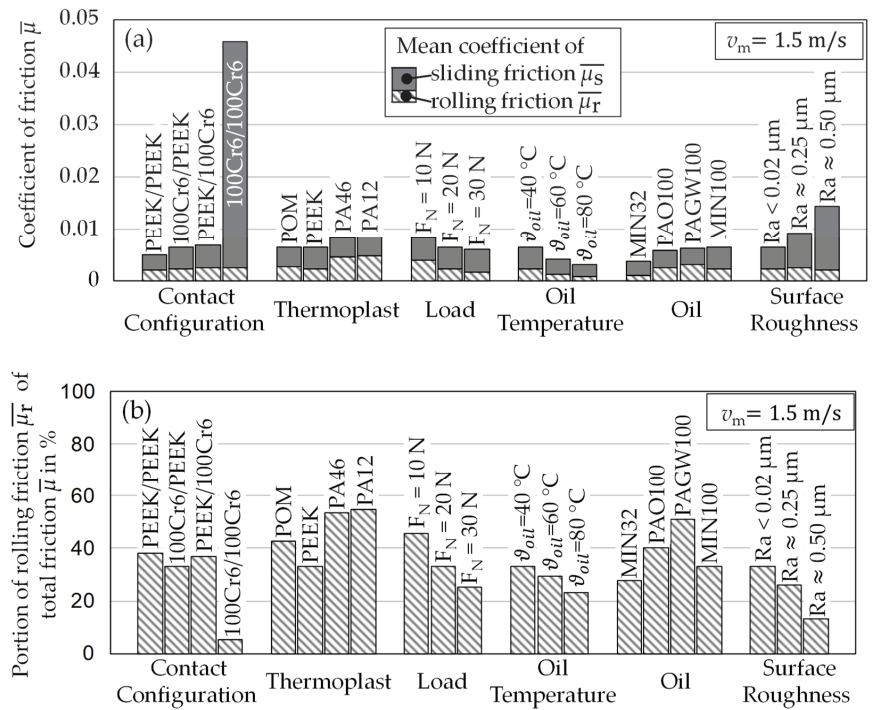 (a)
v_m = 1.5 m/s
Mean coefficient of
sliding friction μ̅s̅
rolling friction μ̅r̅
Coefficient of friction μ̅
0.05
0.04
0.03
0.02
0.01
0
PEEK/PEEK
100Cr6/PEEK
PEEK/100Cr6
100Cr6/100Cr6
POM
PEEK
PA46
PA12
F_N = 10 N
F_N = 20 N
F_N = 30 N
ϑ_oil=40 °C
ϑ_oil=60 °C
ϑ_oil=80 °C
MIN32
PAO100
PAGW100
MIN100
Ra < 0.02 µm
Ra ≈ 0.25 µm
Ra ≈ 0.50 µm
Contact
Configuration
Thermoplast
Load
Oil
Temperature
Oil
Surface
Roughness
(b)
v_m = 1.5 m/s
Portion of rolling friction μ̅r̅ of
total friction μ̅ in %
100
80
60
40
20
0
PEEK/PEEK
100Cr6/PEEK
PEEK/100Cr6
100Cr6/100Cr6
POM
PEEK
PA46
PA12
F_N = 10 N
F_N = 20 N
F_N = 30 N
ϑ_oil=40 °C
ϑ_oil=60 °C
ϑ_oil=80 °C
MIN32
PAO100
PAGW100
MIN100
Ra < 0.02 µm
Ra ≈ 0.25 µm
Ra ≈ 0.50 µm
Contact
Configuration
Thermoplast
Load
Oil
Temperature
Oil
Surface
Roughness